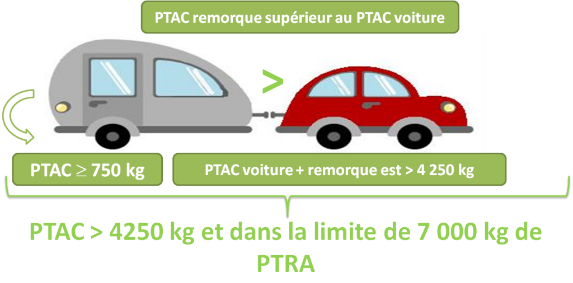 PTAC remorque supérieur au PTAC voiture
>
PTAC ≥ 750 kg
PTAC voiture + remorque est > 4 250 kg
PTAC > 4250 kg et dans la limite de 7 000 kg de
PTRA